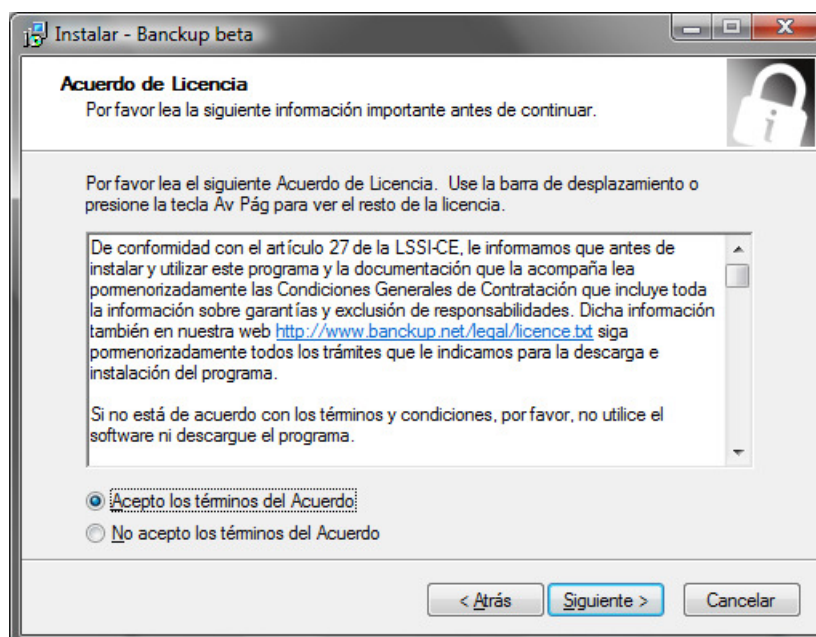 Instalar - Banckup beta
Acuerdo de Licencia
Por favor lea la siguiente información importante antes de continuar.
Por favor lea el siguiente Acuerdo de Licencia. Use la barra de desplazamiento o
presione la tecla Av Pág para ver el resto de la licencia.
De conformidad con el artículo 27 de la LSSI-CE, le informamos que antes de
instalar y utilizar este programa y la documentación que la acompaña lea
pormenorizadamente las Condiciones Generales de Contratación que incluye toda
la información sobre garantías y exclusión de responsabilidades. Dicha información
también en nuestra web http://www.banckup.net/legal/licence.txt siga
pormenorizadamente todos los trámites que le indicamos para la descarga e
instalación del programa.
Si no está de acuerdo con los términos y condiciones, por favor, no utilice el
software ni descargue el programa.
Acepto los términos del Acuerdo
No acepto los términos del Acuerdo
< Atrás
Siguiente >
Cancelar